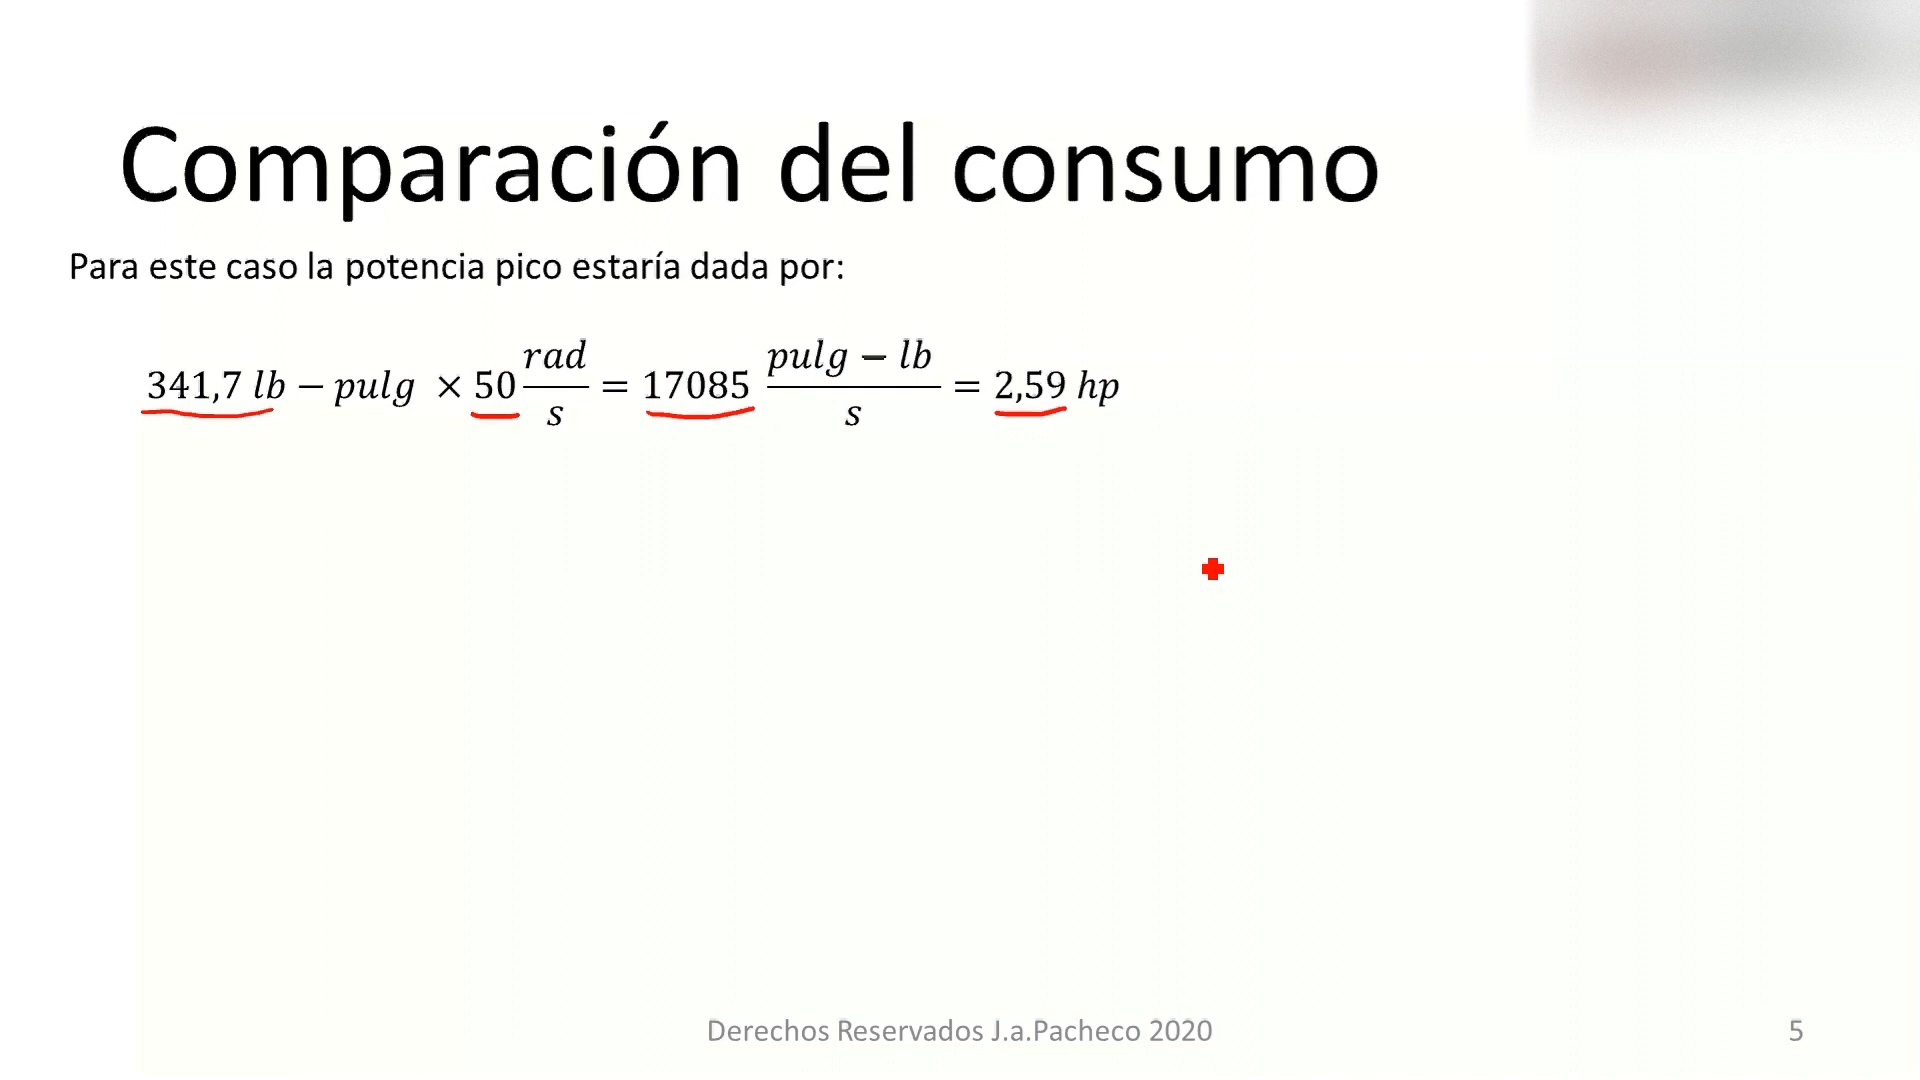 Comparación del consumo
Para este caso la potencia pico estaría dada por:
341,7 lb − pulg × 50 rad/s = 17085 pulg − lb/s = 2,59 hp
Derechos Reservados J.a.Pacheco 2020
5